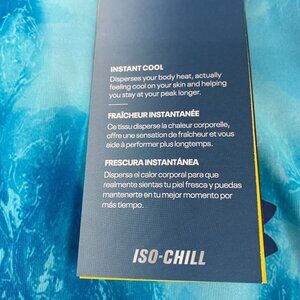 INSTANT COOL
Disperses your body heat, actually
feeling cool on your skin and helping
you stay at your peak longer.
FRAÎCHEUR INSTANTANÉE
Ce tissu disperse la chaleur corporelle,
offre une sensation de fraîcheur et vous
aide à performer plus longtemps.
FRESCURA INSTANTÁNEA
Dispersa el calor corporal para que
realmente sientas tu piel fresca y puedas
mantenerte en tu mejor momento por
más tiempo.
ISO-CHILL